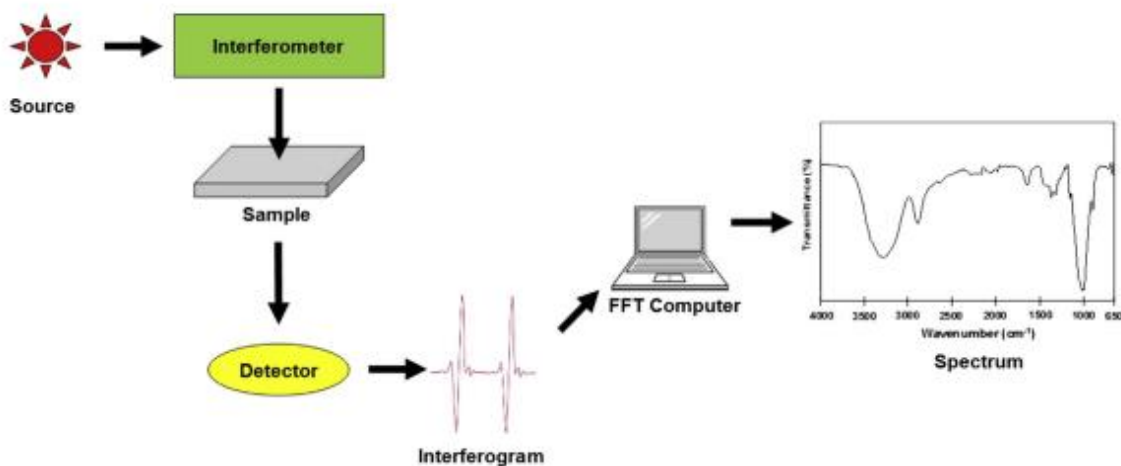 Source
Interferometer
Sample
Detector
Interferogram
FFT Computer
Transmittance (%)
4000 3500 3000 2500 2000 1500 1000 650
Wavenumber (cm⁻¹)
Spectrum